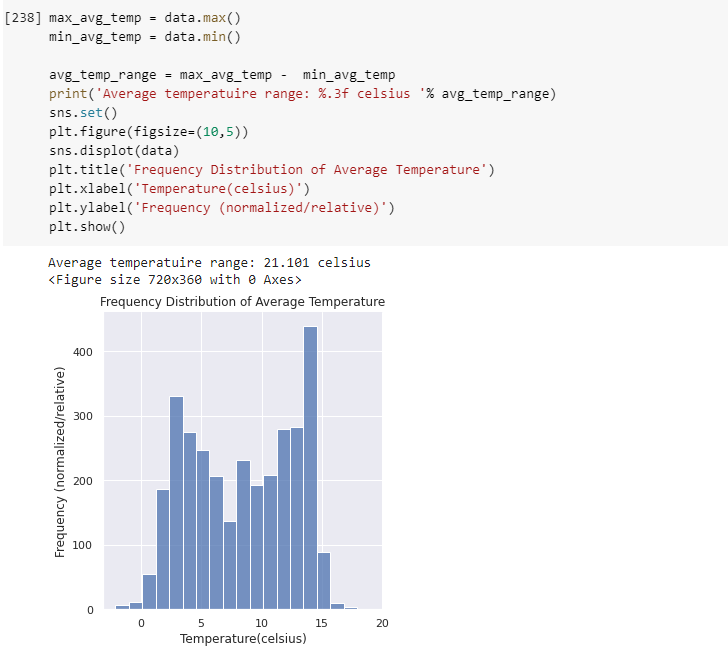 [238] max_avg_temp = data.max()
min_avg_temp = data.min()
avg_temp_range = max_avg_temp -  min_avg_temp
print('Average temperatuire range: %.3f celsius '% avg_temp_range)
sns.set()
plt.figure(figsize=(10,5))
sns.displot(data)
plt.title('Frequency Distribution of Average Temperature')
plt.xlabel('Temperature(celsius)')
plt.ylabel('Frequency (normalized/relative)')
plt.show()
Average temperatuire range: 21.101 celsius
<Figure size 720x360 with 0 Axes>
Frequency Distribution of Average Temperature
Frequency (normalized/relative)
400
300
200
100
0
0 5 10 15 20
Temperature(celsius)